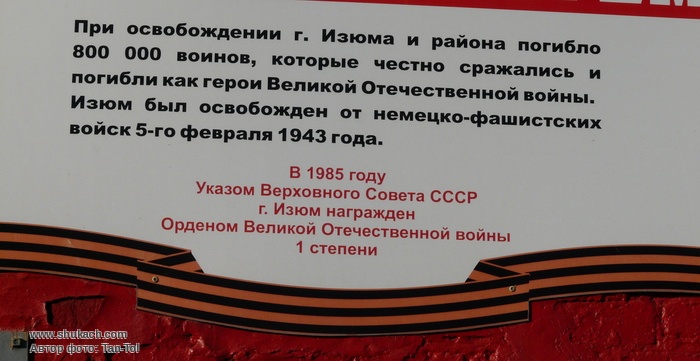 При освобождении г. Изюма и района погибло
800 000 воинов, которые честно сражались и
погибли как герои Великой Отечественной войны.
Изюм был освобожден от немецко-фашистских
войск 5-го февраля 1943 года.
В 1985 году
Указом Верховного Совета СССР
г. Изюм награжден
Орденом Великой Отечественной войны
1 степени
www.shukach.com
Автор фото: Tan-Tol